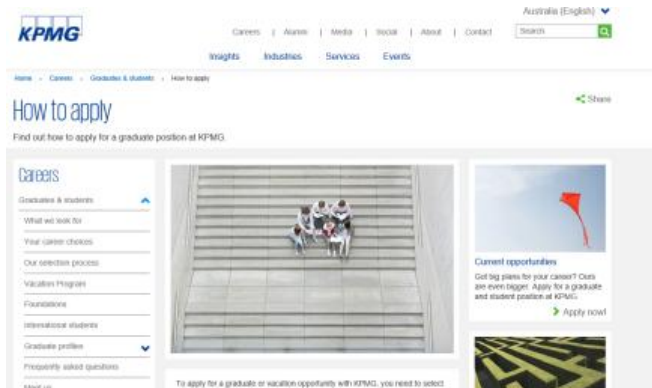 Australia (English)
KPMG
Careers | Alumni | Media | Social | About | Contact
Search
Insights Industries Services Events
Home > Careers > Graduates & students > How to apply
How to apply
Share
Find out how to apply for a graduate position at KPMG.
Careers
Graduates & students
What we look for
Your career choices
Our selection process
Vacation Program
Foundations
International students
Graduate profiles
Frequently asked questions
Meet us
Current opportunities
Got big plans for your career? Ours
are even bigger. Apply for a graduate
and student position at KPMG.
Apply now!
To apply for a graduate or vacation opportunity with KPMG, you need to select